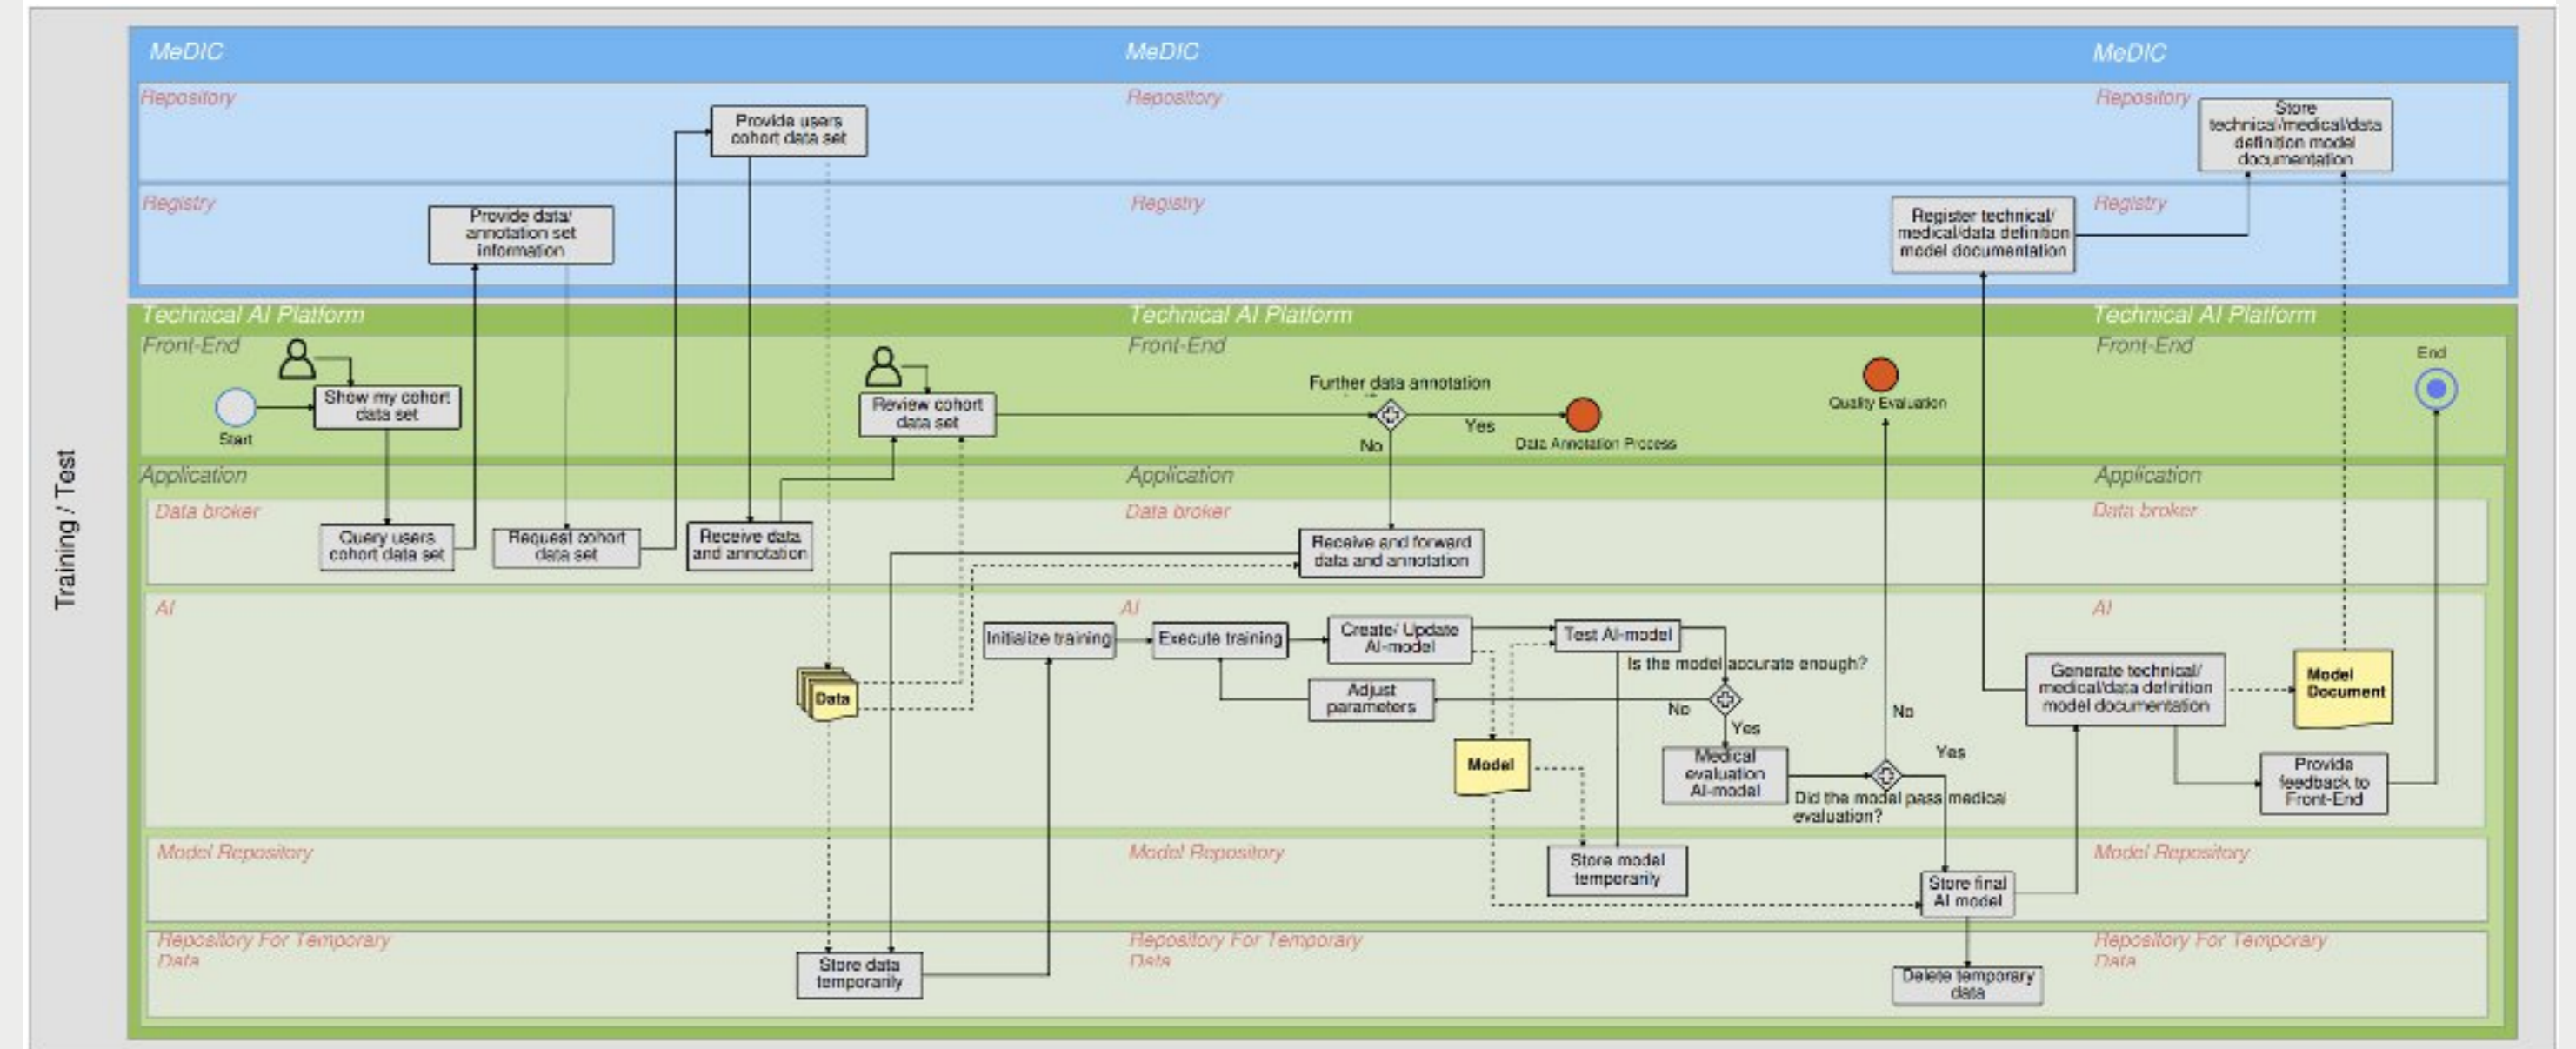 Training / Test
MeDIC
MeDIC
MeDIC
Repository
Repository
Repository
Provide users
cohort data set
Store
technical/medical/data
definition model
documentation
Registry
Registry
Registry
Provide data/
annotation set
information
Register technical/
medical/data definition
model documentation
Technical AI Platform
Technical AI Platform
Technical AI Platform
Front-End
Front-End
Front-End
Start
Show my cohort
data set
Review cohort
data set
Further data annotation
Yes
No
Data Annotation Process
Quality Evaluation
End
Application
Application
Application
Data broker
Data broker
Data broker
Query users
cohort data set
Request cohort
data set
Receive data
and annotation
Receive and forward
data and annotation
AI
AI
AI
Data
Initialize training
Execute training
Create/ Update
AI-model
Test AI-model
Is the model accurate enough?
Adjust
parameters
No
Yes
Model
Medical
evaluation
AI-model
No
Yes
Did the model pass medical
evaluation?
Generate technical/
medical/data definition
model documentation
Model
Document
Provide
feedback to
Front-End
Model Repository
Model Repository
Model Repository
Store model
temporarily
Store final
AI model
Repository For Temporary
Data
Repository For Temporary
Data
Repository For Temporary
Data
Store data
temporarily
Delete temporary
data